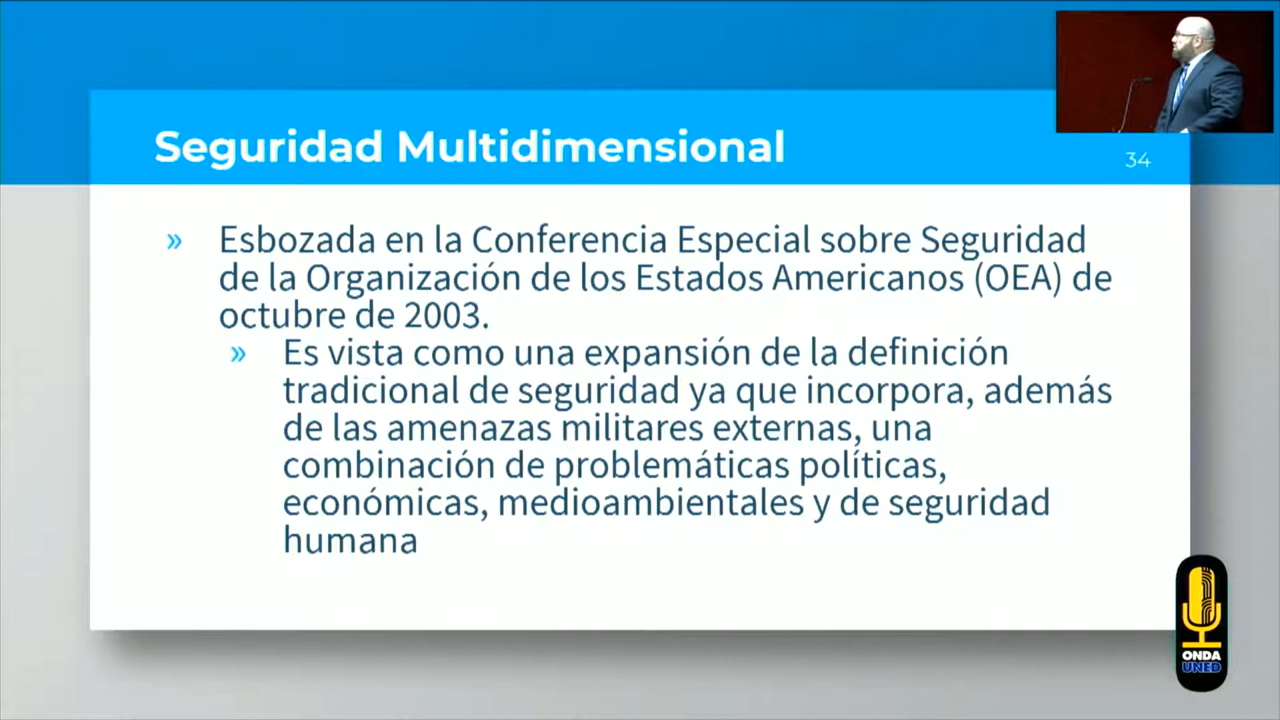 Seguridad Multidimensional
34
» Esbozada en la Conferencia Especial sobre Seguridad
de la Organización de los Estados Americanos (OEA) de
octubre de 2003.
» Es vista como una expansión de la definición
tradicional de seguridad ya que incorpora, además
de las amenazas militares externas, una
combinación de problemáticas políticas,
económicas, medioambientales y de seguridad
humana
ONDA
UNED